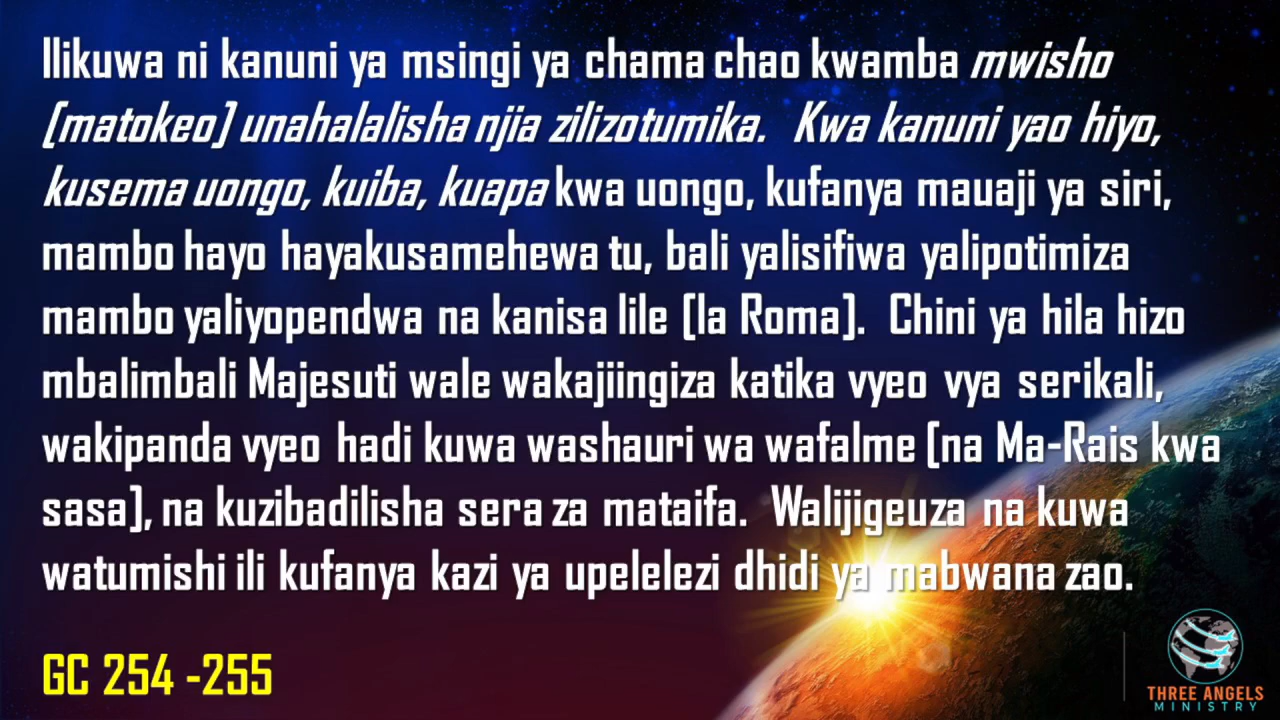 Ilikuwa ni kanuni ya msingi ya chama chao kwamba mwisho
[matokeo] unahalalisha njia zilizotumika. Kwa kanuni yao hiyo,
kusema uongo, kuiba, kuapa kwa uongo, kufanya mauaji ya siri,
mambo hayo hayakusamehewa tu, bali yalisifiwa yalipotimiza
mambo yaliyopendwa na kanisa lile [la Roma]. Chini ya hila hizo
mbalimbali Majesuti wale wakajiingiza katika vyeo vya serikali,
wakipanda vyeo hadi kuwa washauri wa wafalme [na Ma-Rais kwa
sasa], na kuzibadilisha sera za mataifa. Walijigeuza na kuwa
watumishi ili kufanya kazi ya upelelezi dhidi ya mabwana zao.
GC 254 -255
THREE ANGELS
MINISTRY